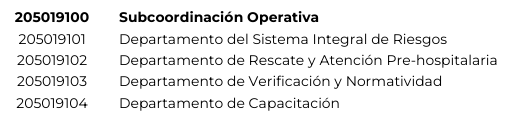 205019100 Subcoordinación Operativa
205019101 Departamento del Sistema Integral de Riesgos
205019102 Departamento de Rescate y Atención Pre-hospitalaria
205019103 Departamento de Verificación y Normatividad
205019104 Departamento de Capacitación